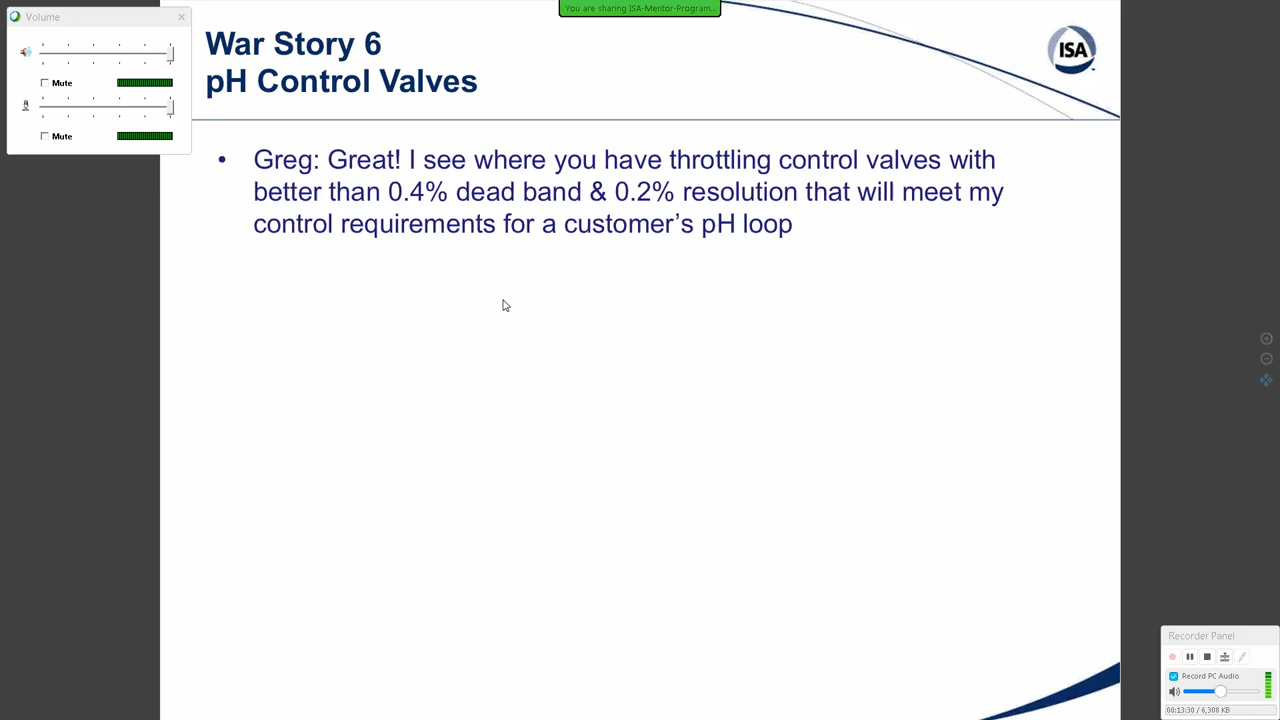 Volume
You are sharing ISA-Mentor-Program...
War Story 6
pH Control Valves
ISA
Mute
Mute
• Greg: Great! I see where you have throttling control valves with
better than 0.4% dead band & 0.2% resolution that will meet my
control requirements for a customer's pH loop
Recorder Panel
Record PC Audio
00:13:30 / 6,308 KB